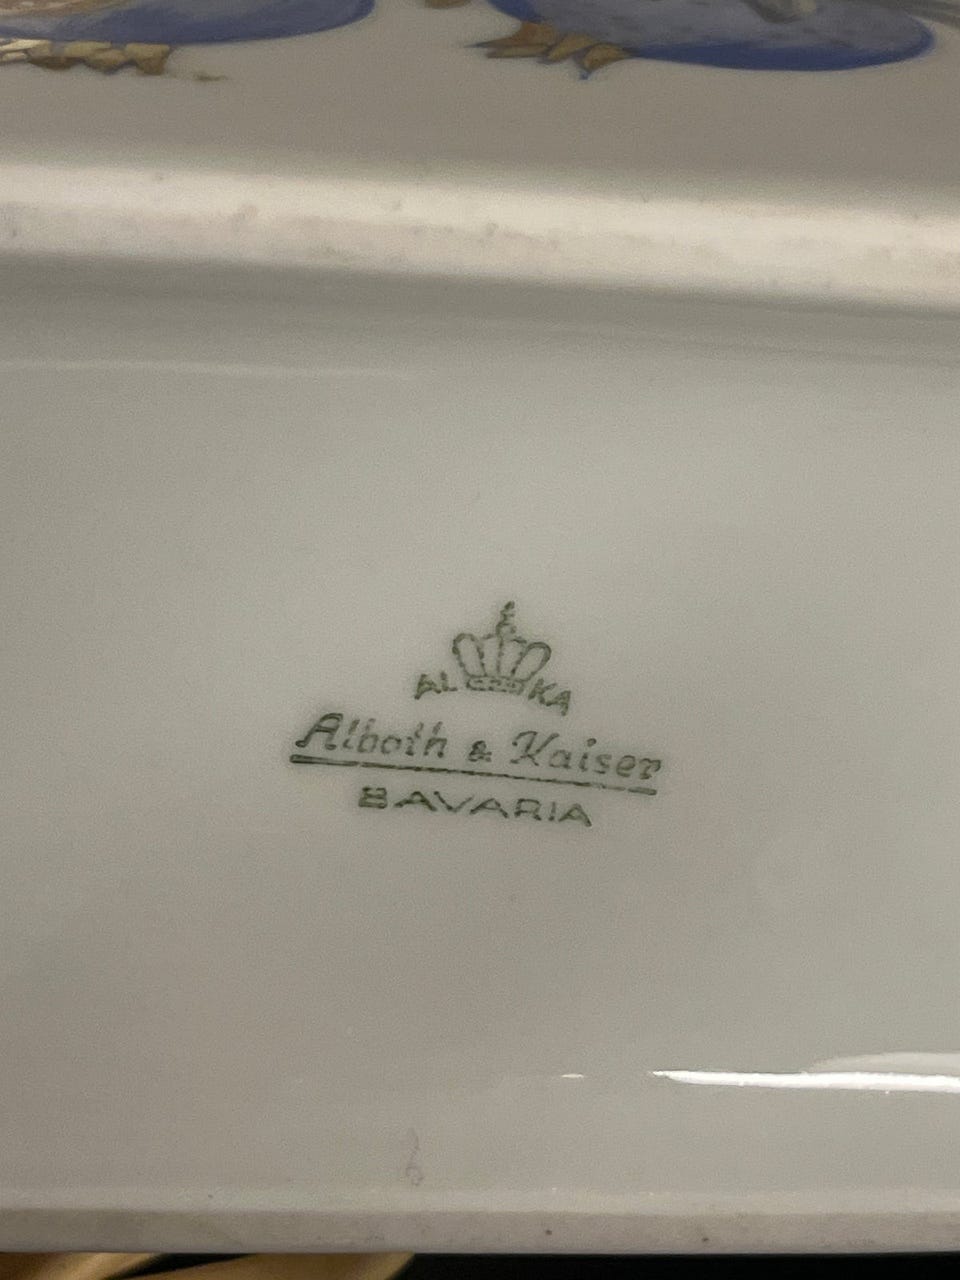 AL KA
Alboth & Kaiser
BAVARIA